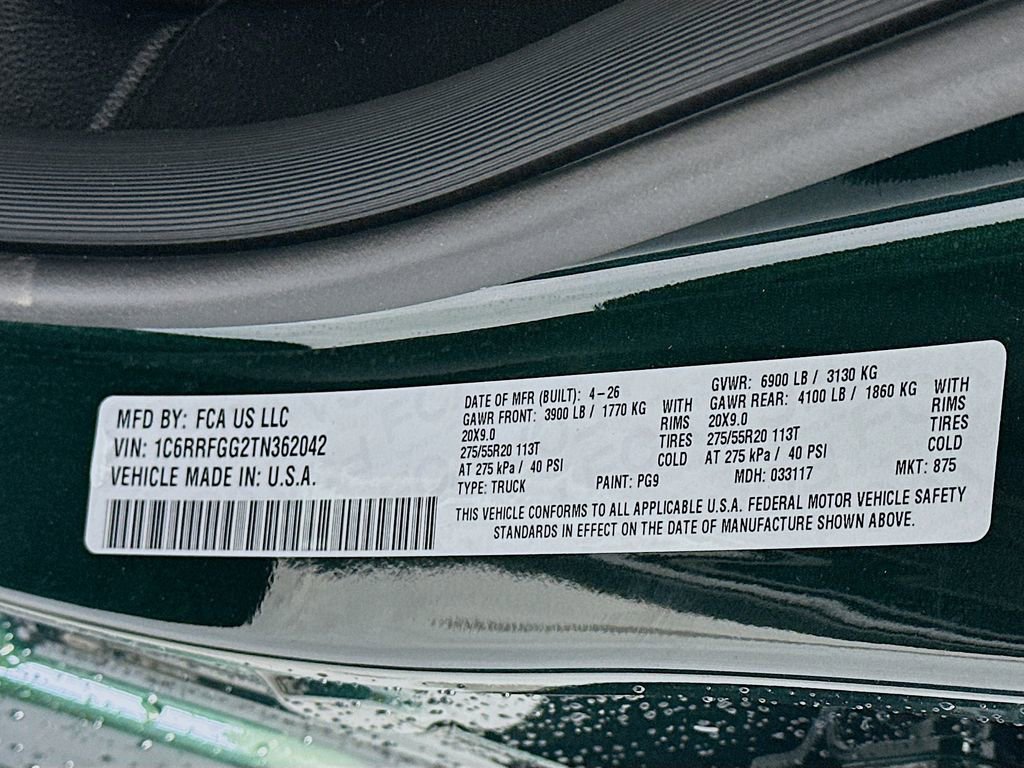 MFD BY: FCA US LLC
VIN: 1C6RRFGG2TN362042
VEHICLE MADE IN: U.S.A.
DATE OF MFR (BUILT): 4-26
GAWR FRONT: 3900 LB / 1770 KG
20X9.0
275/55R20 113T
AT 275 kPa / 40 PSI
WITH
RIMS
TIRES
COLD
GVWR: 6900 LB / 3130 KG
GAWR REAR: 4100 LB / 1860 KG
20X9.0
275/55R20 113T
AT 275 kPa / 40 PSI
WITH
RIMS
TIRES
COLD
TYPE: TRUCK PAINT: PG9 MDH: 033117 MKT: 875
THIS VEHICLE CONFORMS TO ALL APPLICABLE U.S.A. FEDERAL MOTOR VEHICLE SAFETY
STANDARDS IN EFFECT ON THE DATE OF MANUFACTURE SHOWN ABOVE.